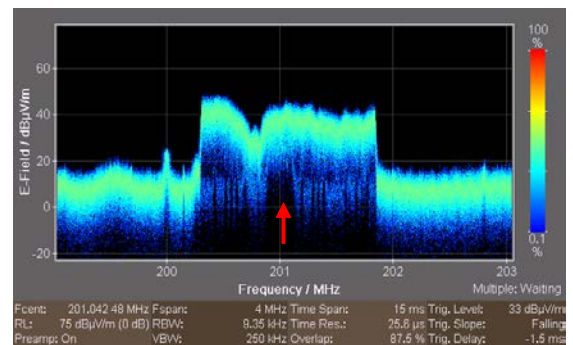 100
%
60
40
20
0
-20
E-Field / dBµV/m
0.1
%
200
201
202
203
Frequency / MHz
Multiple: Waiting
Fcent: 201.042 48 MHz Fspan: 4 MHz Time Span: 15 ms Trig. Level: 33 dBµV/m
RL: 75 dBµV/m (0 dB) RBW: 9.35 kHz Time Res.: 25.6 µs Trig. Slope: Falling
Preamp: On VBW: 250 kHz Overlap: 87.5 % Trig. Delay: -1.5 ms